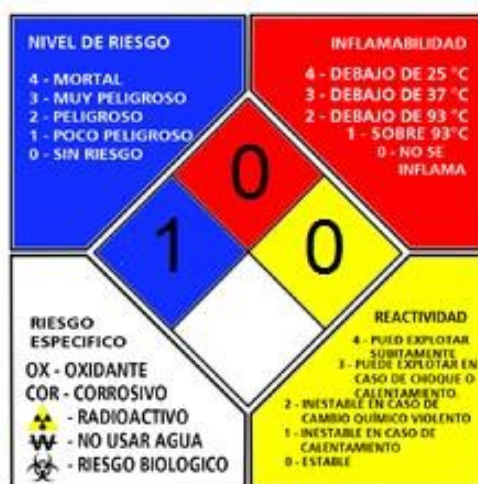 NIVEL DE RIESGO
4 - MORTAL
3 - MUY PELIGROSO
2 - PELIGROSO
1 - POCO PELIGROSO
0 - SIN RIESGO
INFLAMABILIDAD
4 - DEBAJO DE 25 °C
3 - DEBAJO DE 37 °C
2 - DEBAJO DE 93 °C
1 - SOBRE 93°C
0 - NO SE
INFLAMA
0
1
0
RIESGO
ESPECIFICO
OX - OXIDANTE
COR - CORROSIVO
- RADIOACTIVO
W - NO USAR AGUA
- RIESGO BIOLOGICO
REACTIVIDAD
4 - PUED EXPLOTAR
SÚBITAMENTE
3 - PUEDE EXPLOTAR EN
CASO DE CHOQUE O
CALENTAMIENTO.
2 - INESTABLE EN CASO DE
CAMBIO QUÍMICO VIOLENTO
1 - INESTABLE EN CASO DE
CALENTAMIENTO
0 - ESTABLE